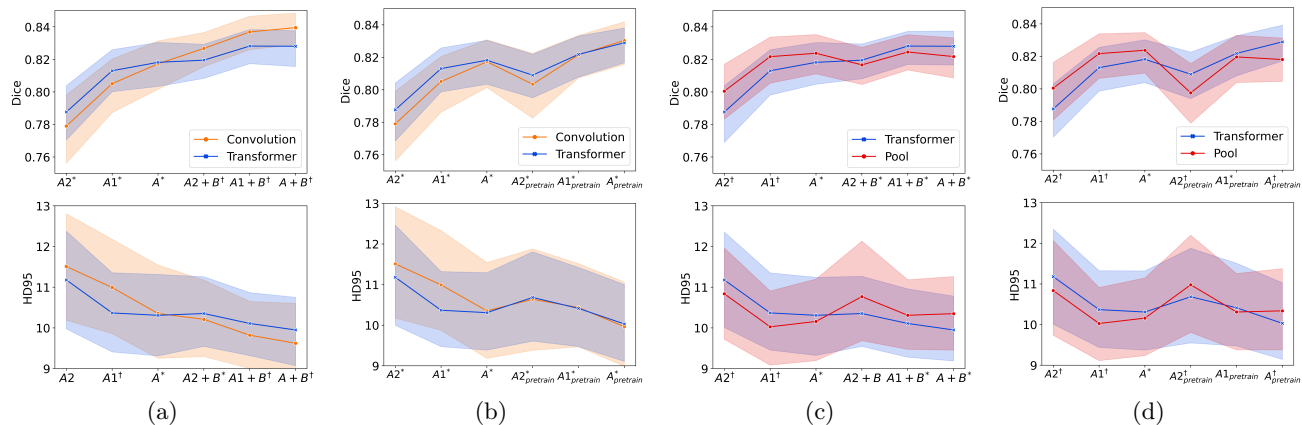 Dice
0.84
0.82
0.80
0.78
0.76
Convolution
Transformer
A2* A1* A* A2 + B† A1 + B† A + B†
HD95
13
12
11
10
9
A2 A1† A* A2 + B* A1 + B† A + B†
(a)
Dice
0.84
0.82
0.80
0.78
0.76
Convolution
Transformer
A2* A1* A* A2*pretrain A1*pretrain A*pretrain
HD95
13
12
11
10
9
A2* A1* A* A2*pretrain A1*pretrain A*pretrain
(b)
Dice
0.84
0.82
0.80
0.78
0.76
Transformer
Pool
A2† A1† A* A2 + B* A1 + B* A + B*
HD95
13
12
11
10
9
A2† A1† A* A2 + B A1 + B* A + B*
(c)
Dice
0.84
0.82
0.80
0.78
0.76
Transformer
Pool
A2† A1† A* A2†pretrain A1*pretrain A†pretrain
HD95
13
12
11
10
9
A2† A1† A* A2†pretrain A1pretrain A†pretrain
(d)